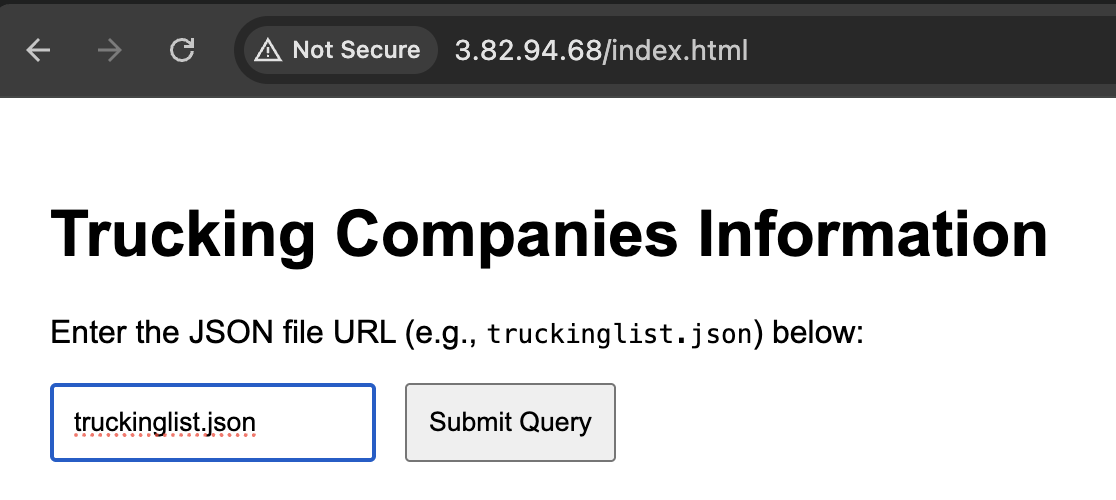 Not Secure 3.82.94.68/index.html
Trucking Companies Information
Enter the JSON file URL (e.g., truckinglist.json) below:
truckinglist.json Submit Query